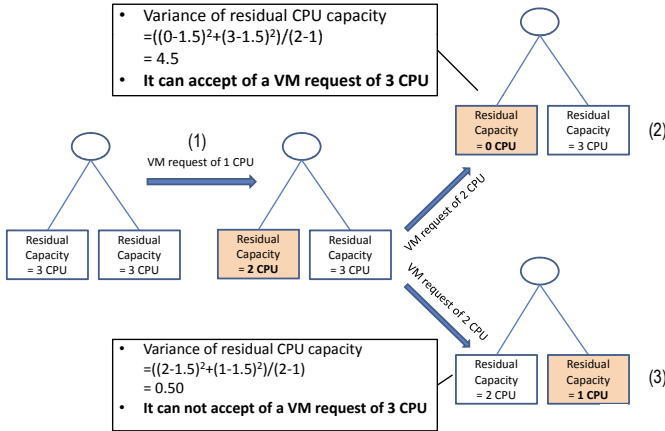 • Variance of residual CPU capacity
=((0-1.5)²+(3-1.5)²)/(2-1)
= 4.5
• It can accept of a VM request of 3 CPU
Residual
Capacity
= 0 CPU
Residual
Capacity
= 3 CPU
(2)
(1)
VM request of 1 CPU
Residual
Capacity
= 3 CPU
Residual
Capacity
= 3 CPU
Residual
Capacity
= 2 CPU
Residual
Capacity
= 3 CPU
VM request of 2 CPU
VM request of 2 CPU
• Variance of residual CPU capacity
=((2-1.5)²+(1-1.5)²)/(2-1)
= 0.50
• It can not accept of a VM request of 3 CPU
Residual
Capacity
= 2 CPU
Residual
Capacity
= 1 CPU
(3)